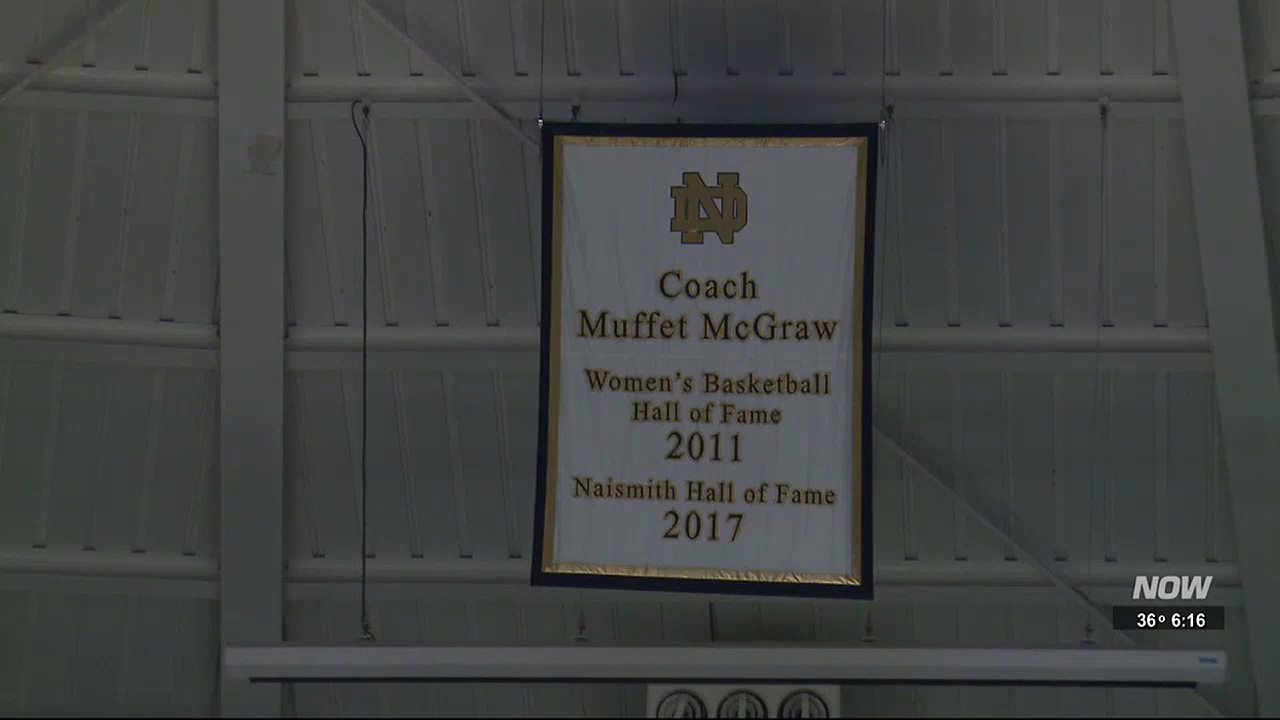 ND
Coach
Muffet McGraw
Women's Basketball
Hall of Fame
2011
Naismith Hall of Fame
2017
NOW
36° 6:16